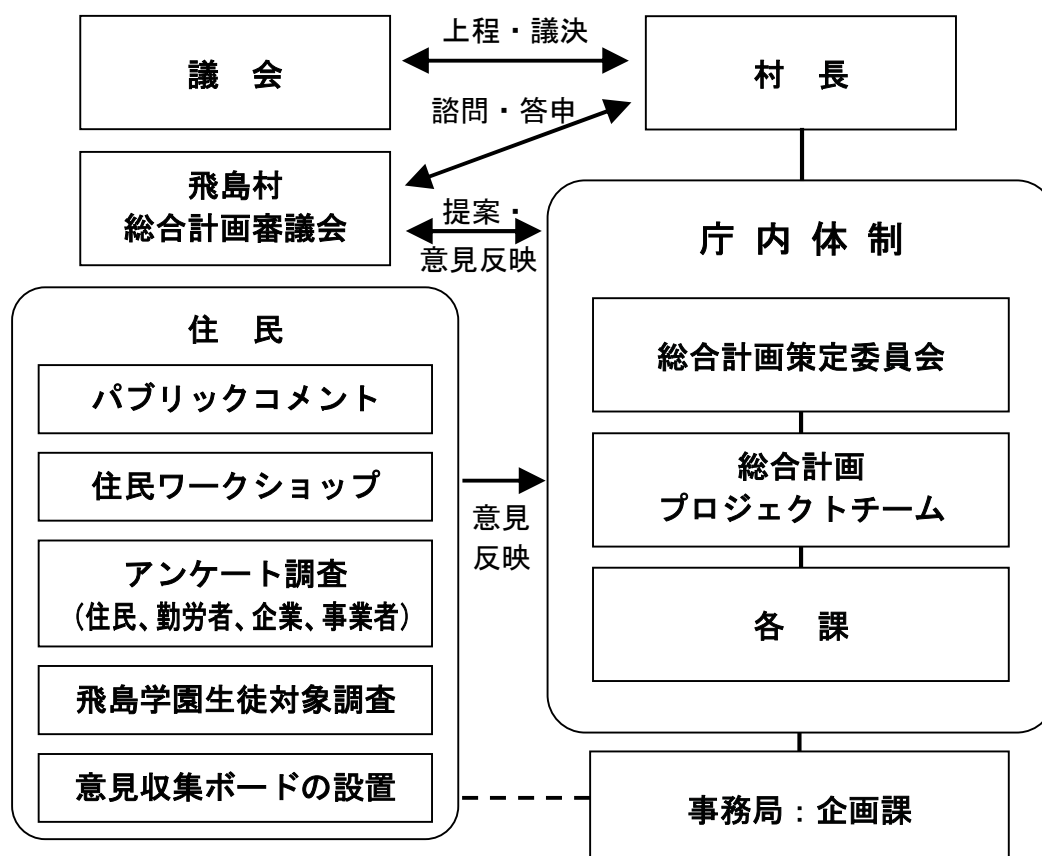 議　会
上程・議決
村　長
諮問・答申
飛島村
総合計画審議会
提案・
意見反映
庁 内 体 制
総合計画策定委員会
総合計画
プロジェクトチーム
各　課
住　民
パブリックコメント
住民ワークショップ
アンケート調査
（住民、勤労者、企業、事業者）
飛島学園生徒対象調査
意見収集ボードの設置
意見
反映
事務局：企画課